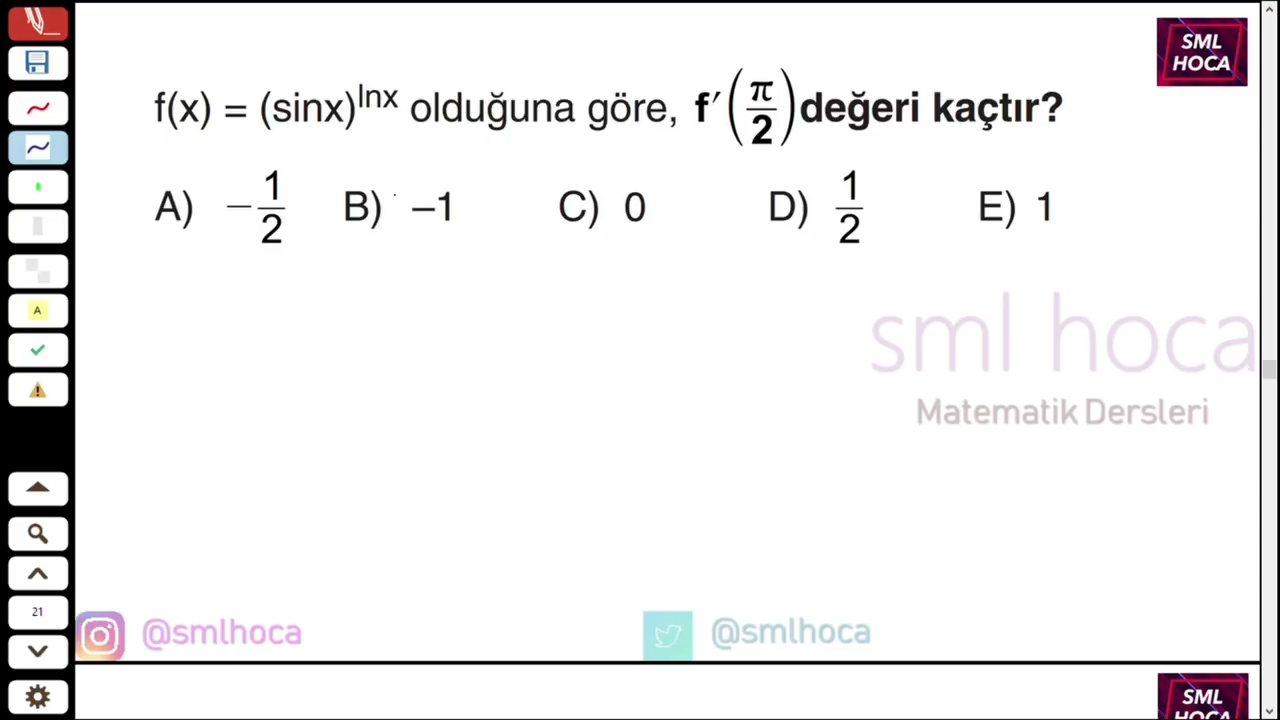 SML
HOCA
f(x) = (sinx)^lnx olduğuna göre, f′(π/2) değeri kaçtır?
A) −1/2 B) –1 C) 0 D) 1/2 E) 1
sml hoca
Matematik Dersleri
A
21
@smlhoca @smlhoca
SML
HOCA